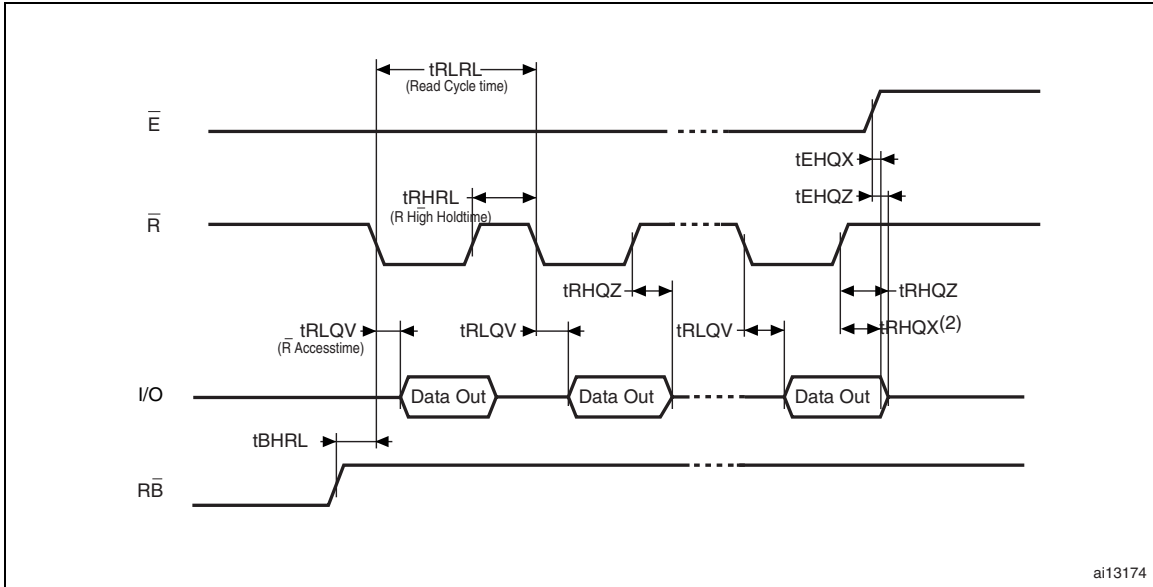 tRLRL
(Read Cycle time)
E̅
tEHQX
tRHRL
(R̅ High Holdtime)
tEHQZ
R̅
tRHQZ
tRHQZ
tRLQV
(R̅ Accesstime)
tRLQV
tRLQV
tRHQX(2)
I/O
Data Out
Data Out
Data Out
tBHRL
RB̅
ai13174